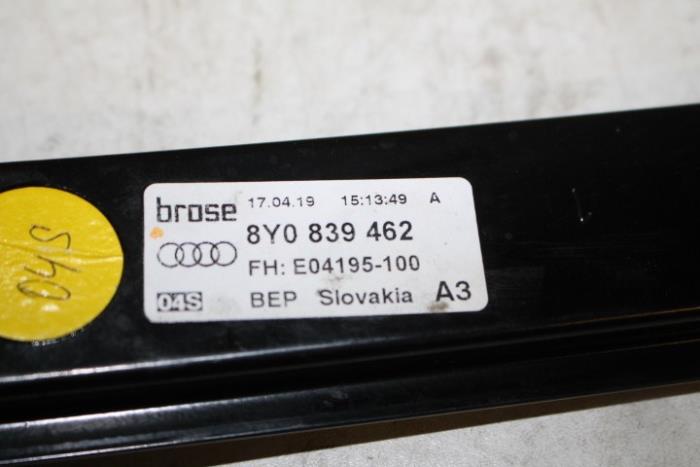 brose 17.04.19 15:13:49 A
8Y0 839 462
FH: E04195-100
04S BEP Slovakia A3
04S